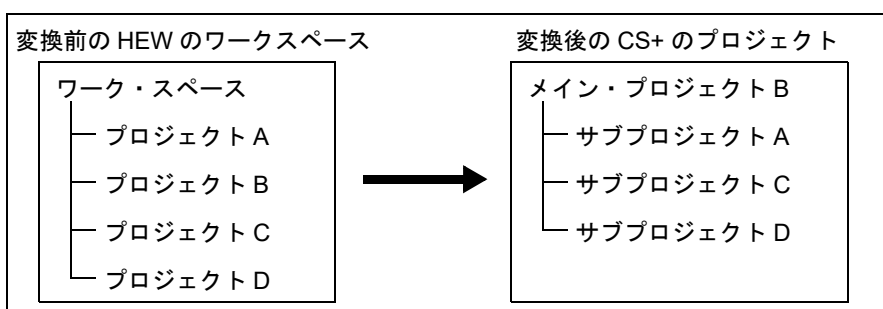 変換前の HEW のワークスペース
ワーク・スペース
プロジェクト A
プロジェクト B
プロジェクト C
プロジェクト D
変換後の CS+ のプロジェクト
メイン・プロジェクト B
サブプロジェクト A
サブプロジェクト C
サブプロジェクト D